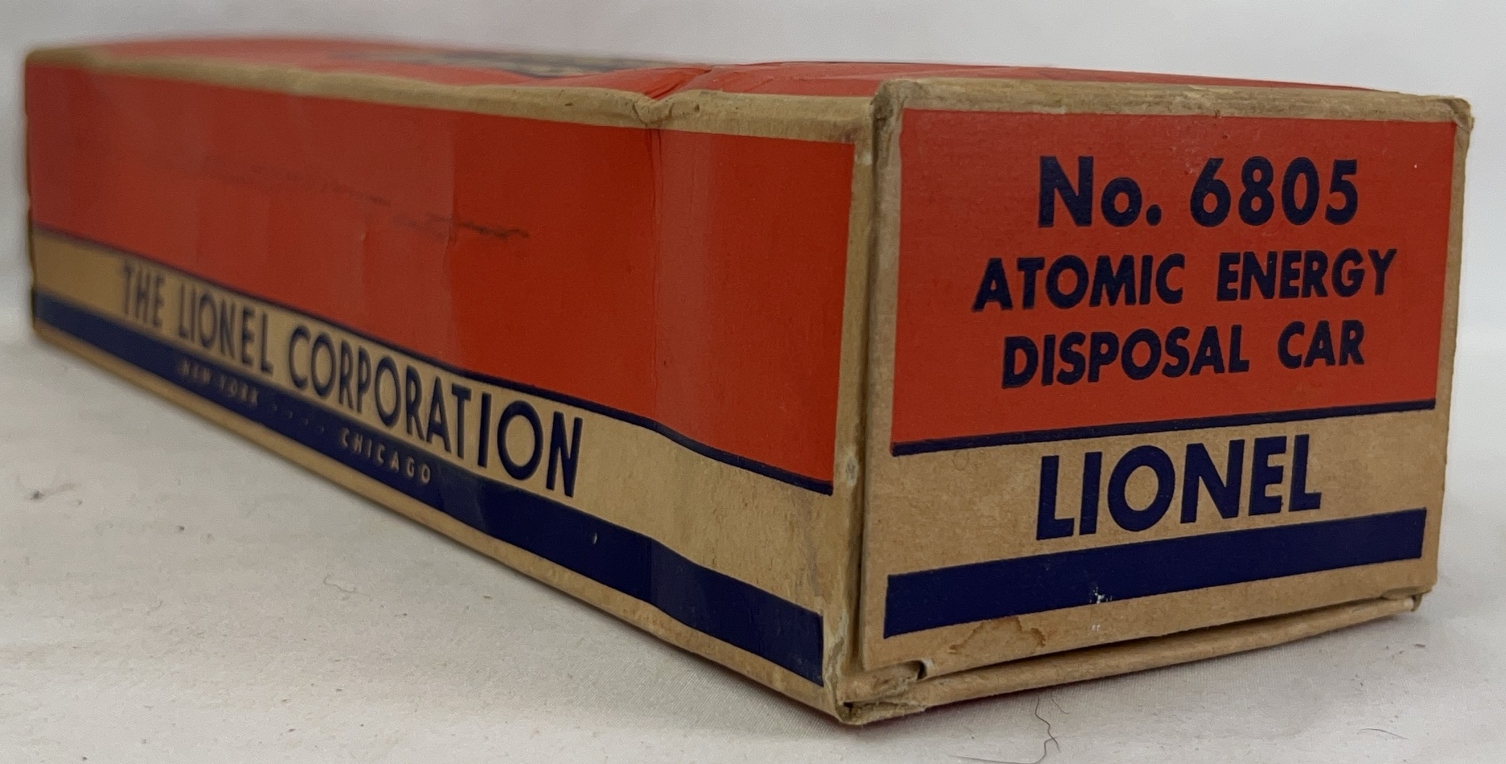 THE LIONEL CORPORATION
NEW YORK CHICAGO
No. 6805
ATOMIC ENERGY
DISPOSAL CAR
LIONEL